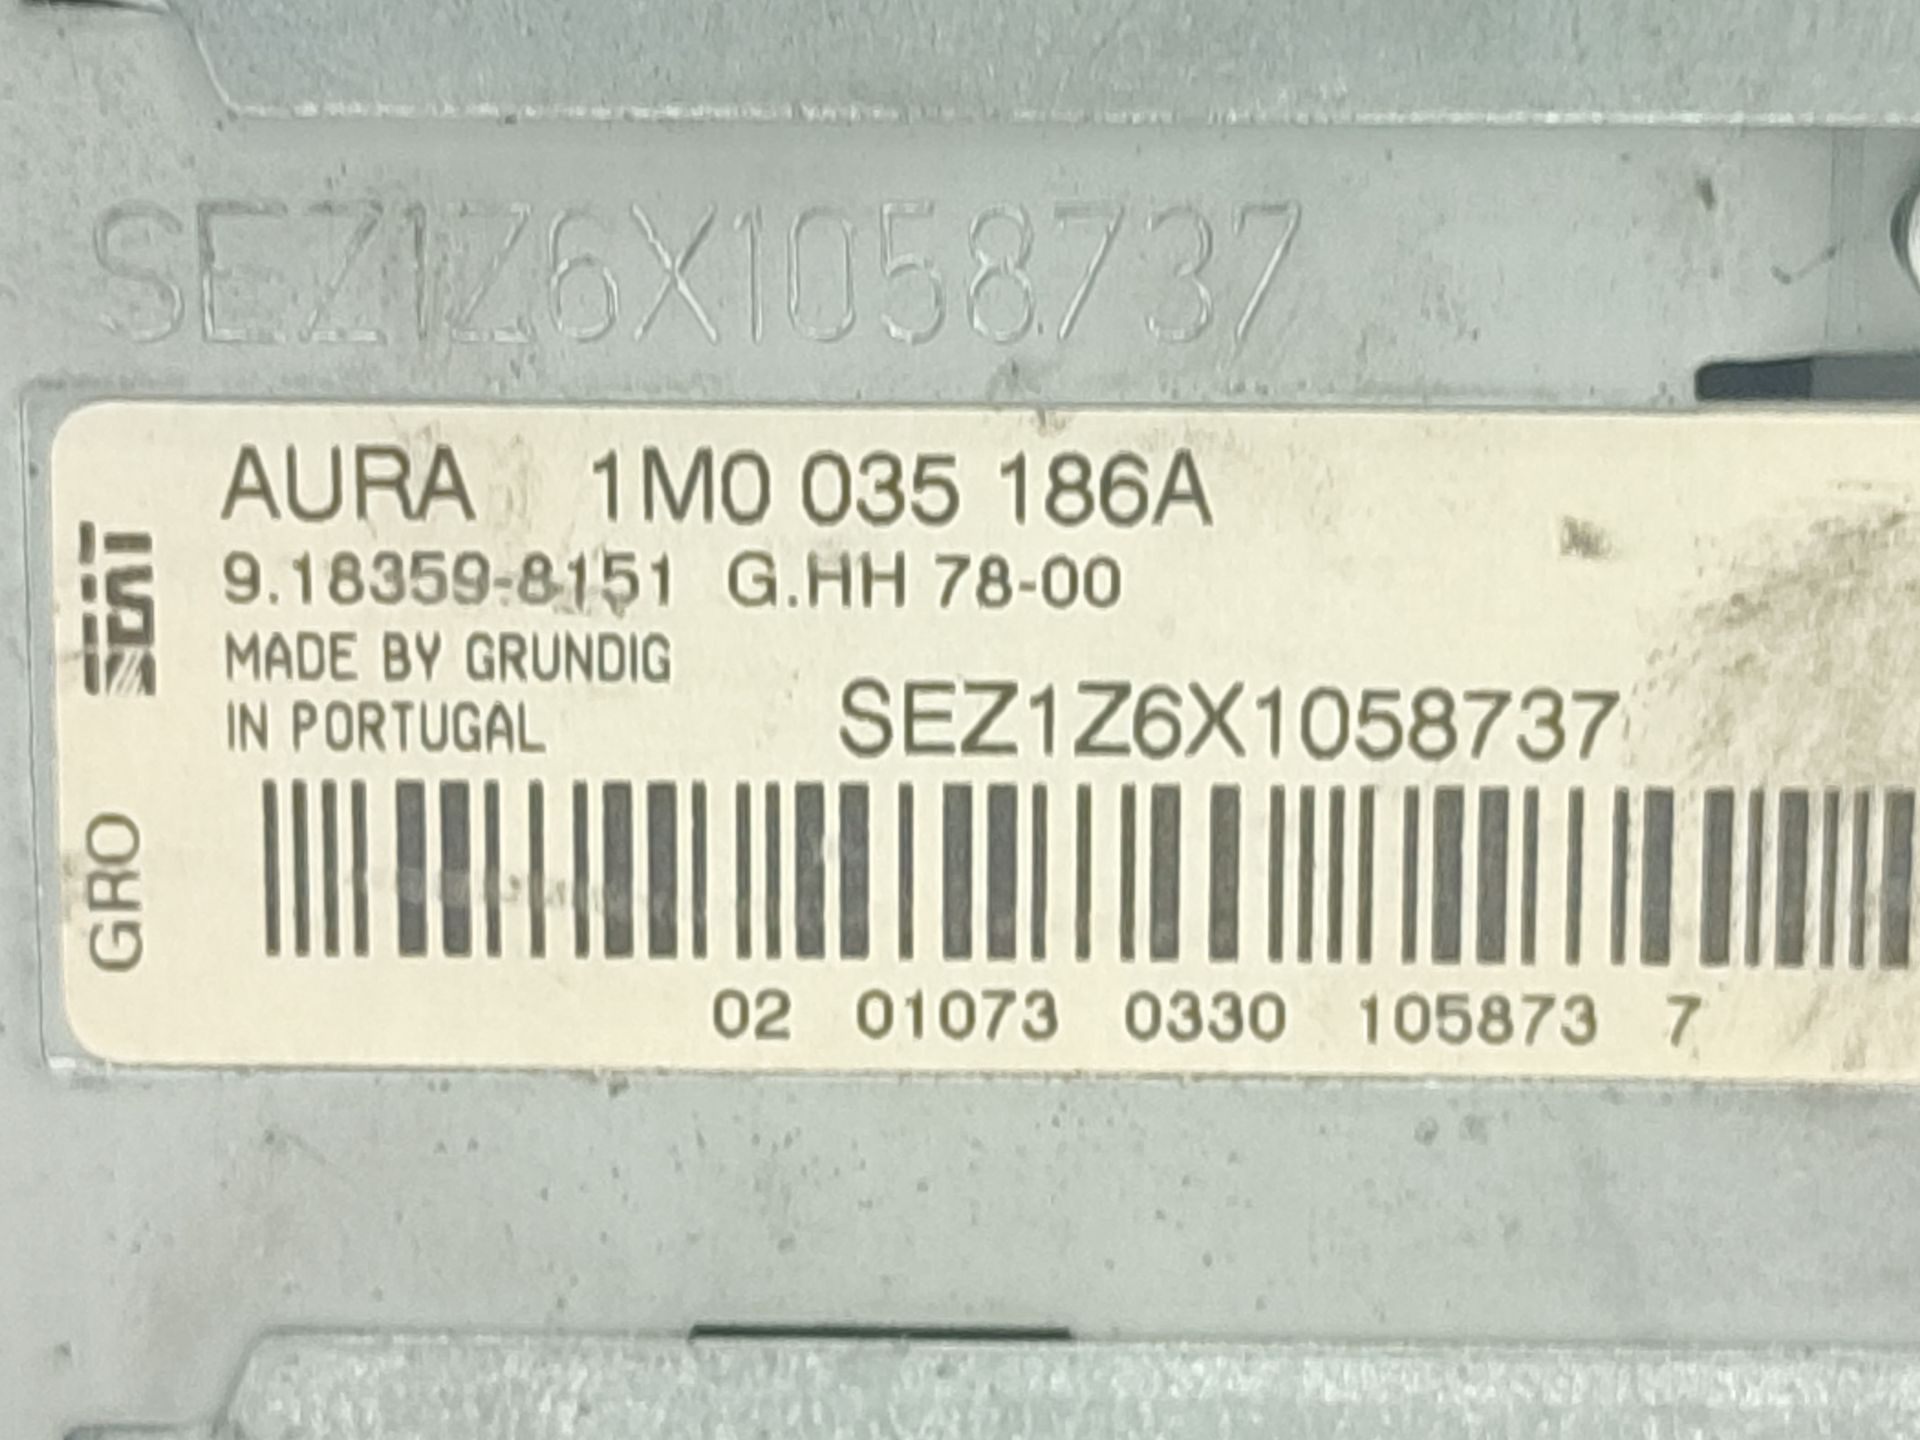 SEZ1Z6X1058737
AURA 1M0 035 186A
9.18359-8151 G.HH 78-00
MADE BY GRUNDIG
IN PORTUGAL
SEZ1Z6X1058737
SEAT
GRO
02 01073 0330 105873 7